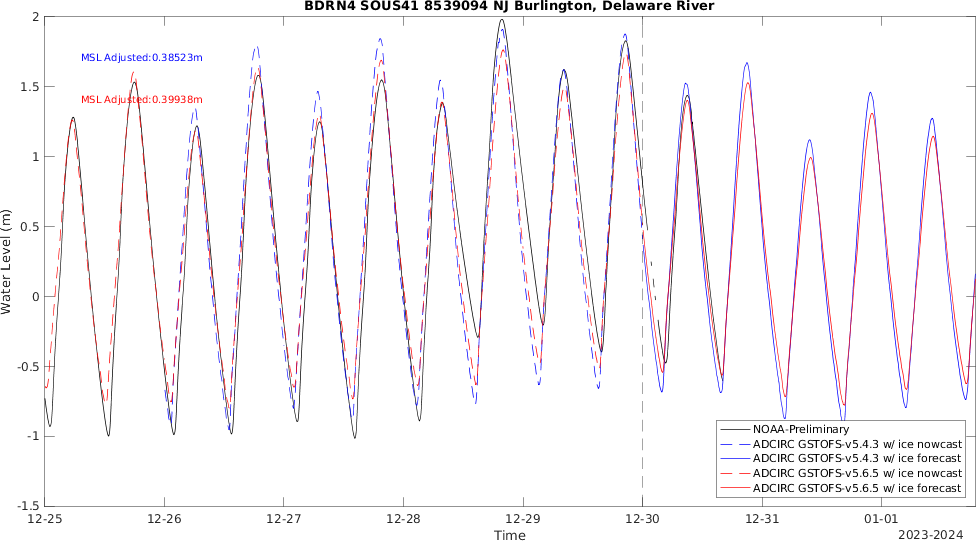 BDRN4 SOUS41 8539094 NJ Burlington, Delaware River
2
1.5
1
0.5
0
-0.5
-1
-1.5
Water Level (m)
MSL Adjusted:0.38523m
MSL Adjusted:0.39938m
NOAA-Preliminary
ADCIRC GSTOFS-v5.4.3 w/ ice nowcast
ADCIRC GSTOFS-v5.4.3 w/ ice forecast
ADCIRC GSTOFS-v5.6.5 w/ ice nowcast
ADCIRC GSTOFS-v5.6.5 w/ ice forecast
12-25 12-26 12-27 12-28 12-29 12-30 12-31 01-01
Time
2023-2024